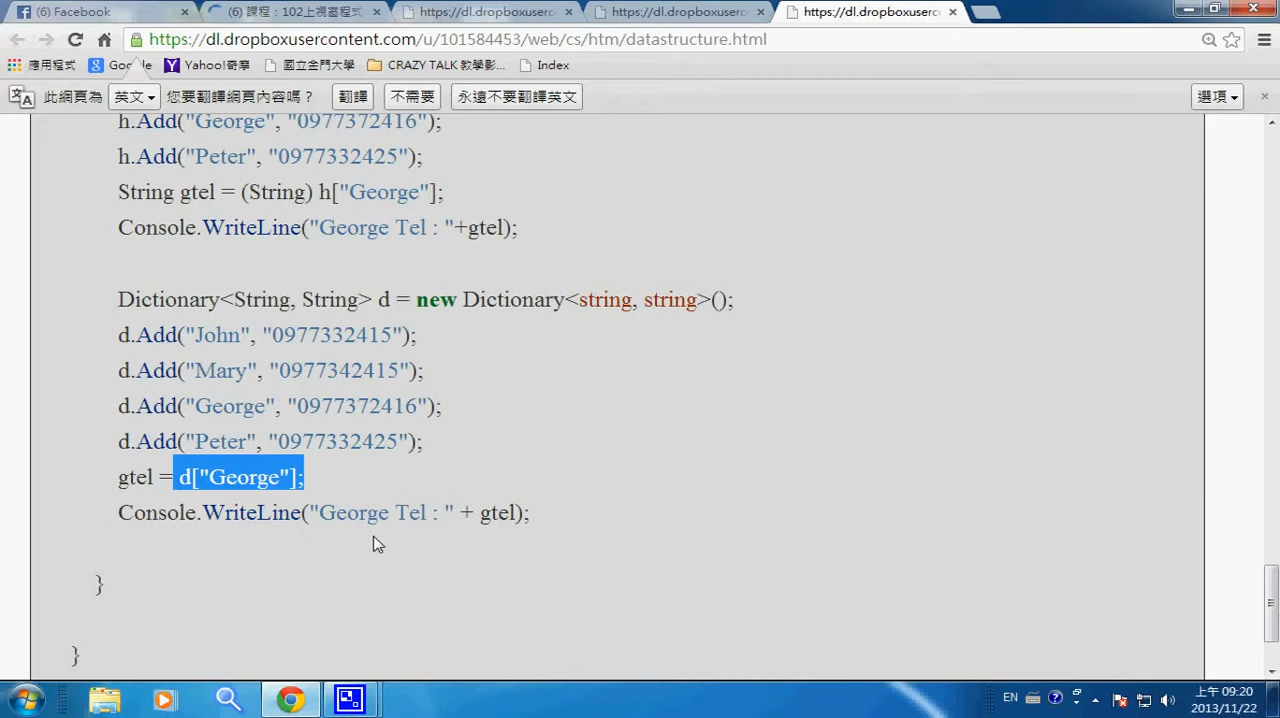 (6) Facebook
(6) 課程：102上視窗程式
https://dl.dropboxuserco
https://dl.dropboxuserco
https://dl.dropboxuserco
https://dl.dropboxusercontent.com/u/101584453/web/cs/htm/datastructure.html
應用程式
Google
Yahoo!奇摩
國立金門大學
CRAZY TALK 教學影...
Index
此網頁為 英文 您要翻譯網頁內容嗎？ 翻譯 不需要 永遠不要翻譯英文 選項
h.Add("George", "0977372416");
h.Add("Peter", "0977332425");
String gtel = (String) h["George"];
Console.WriteLine("George Tel : "+gtel);
Dictionary<String, String> d = new Dictionary<string, string>();
d.Add("John", "0977332415");
d.Add("Mary", "0977342415");
d.Add("George", "0977372416");
d.Add("Peter", "0977332425");
gtel = d["George"];
Console.WriteLine("George Tel : " + gtel);
}
}
EN
上午 09:20
2013/11/22